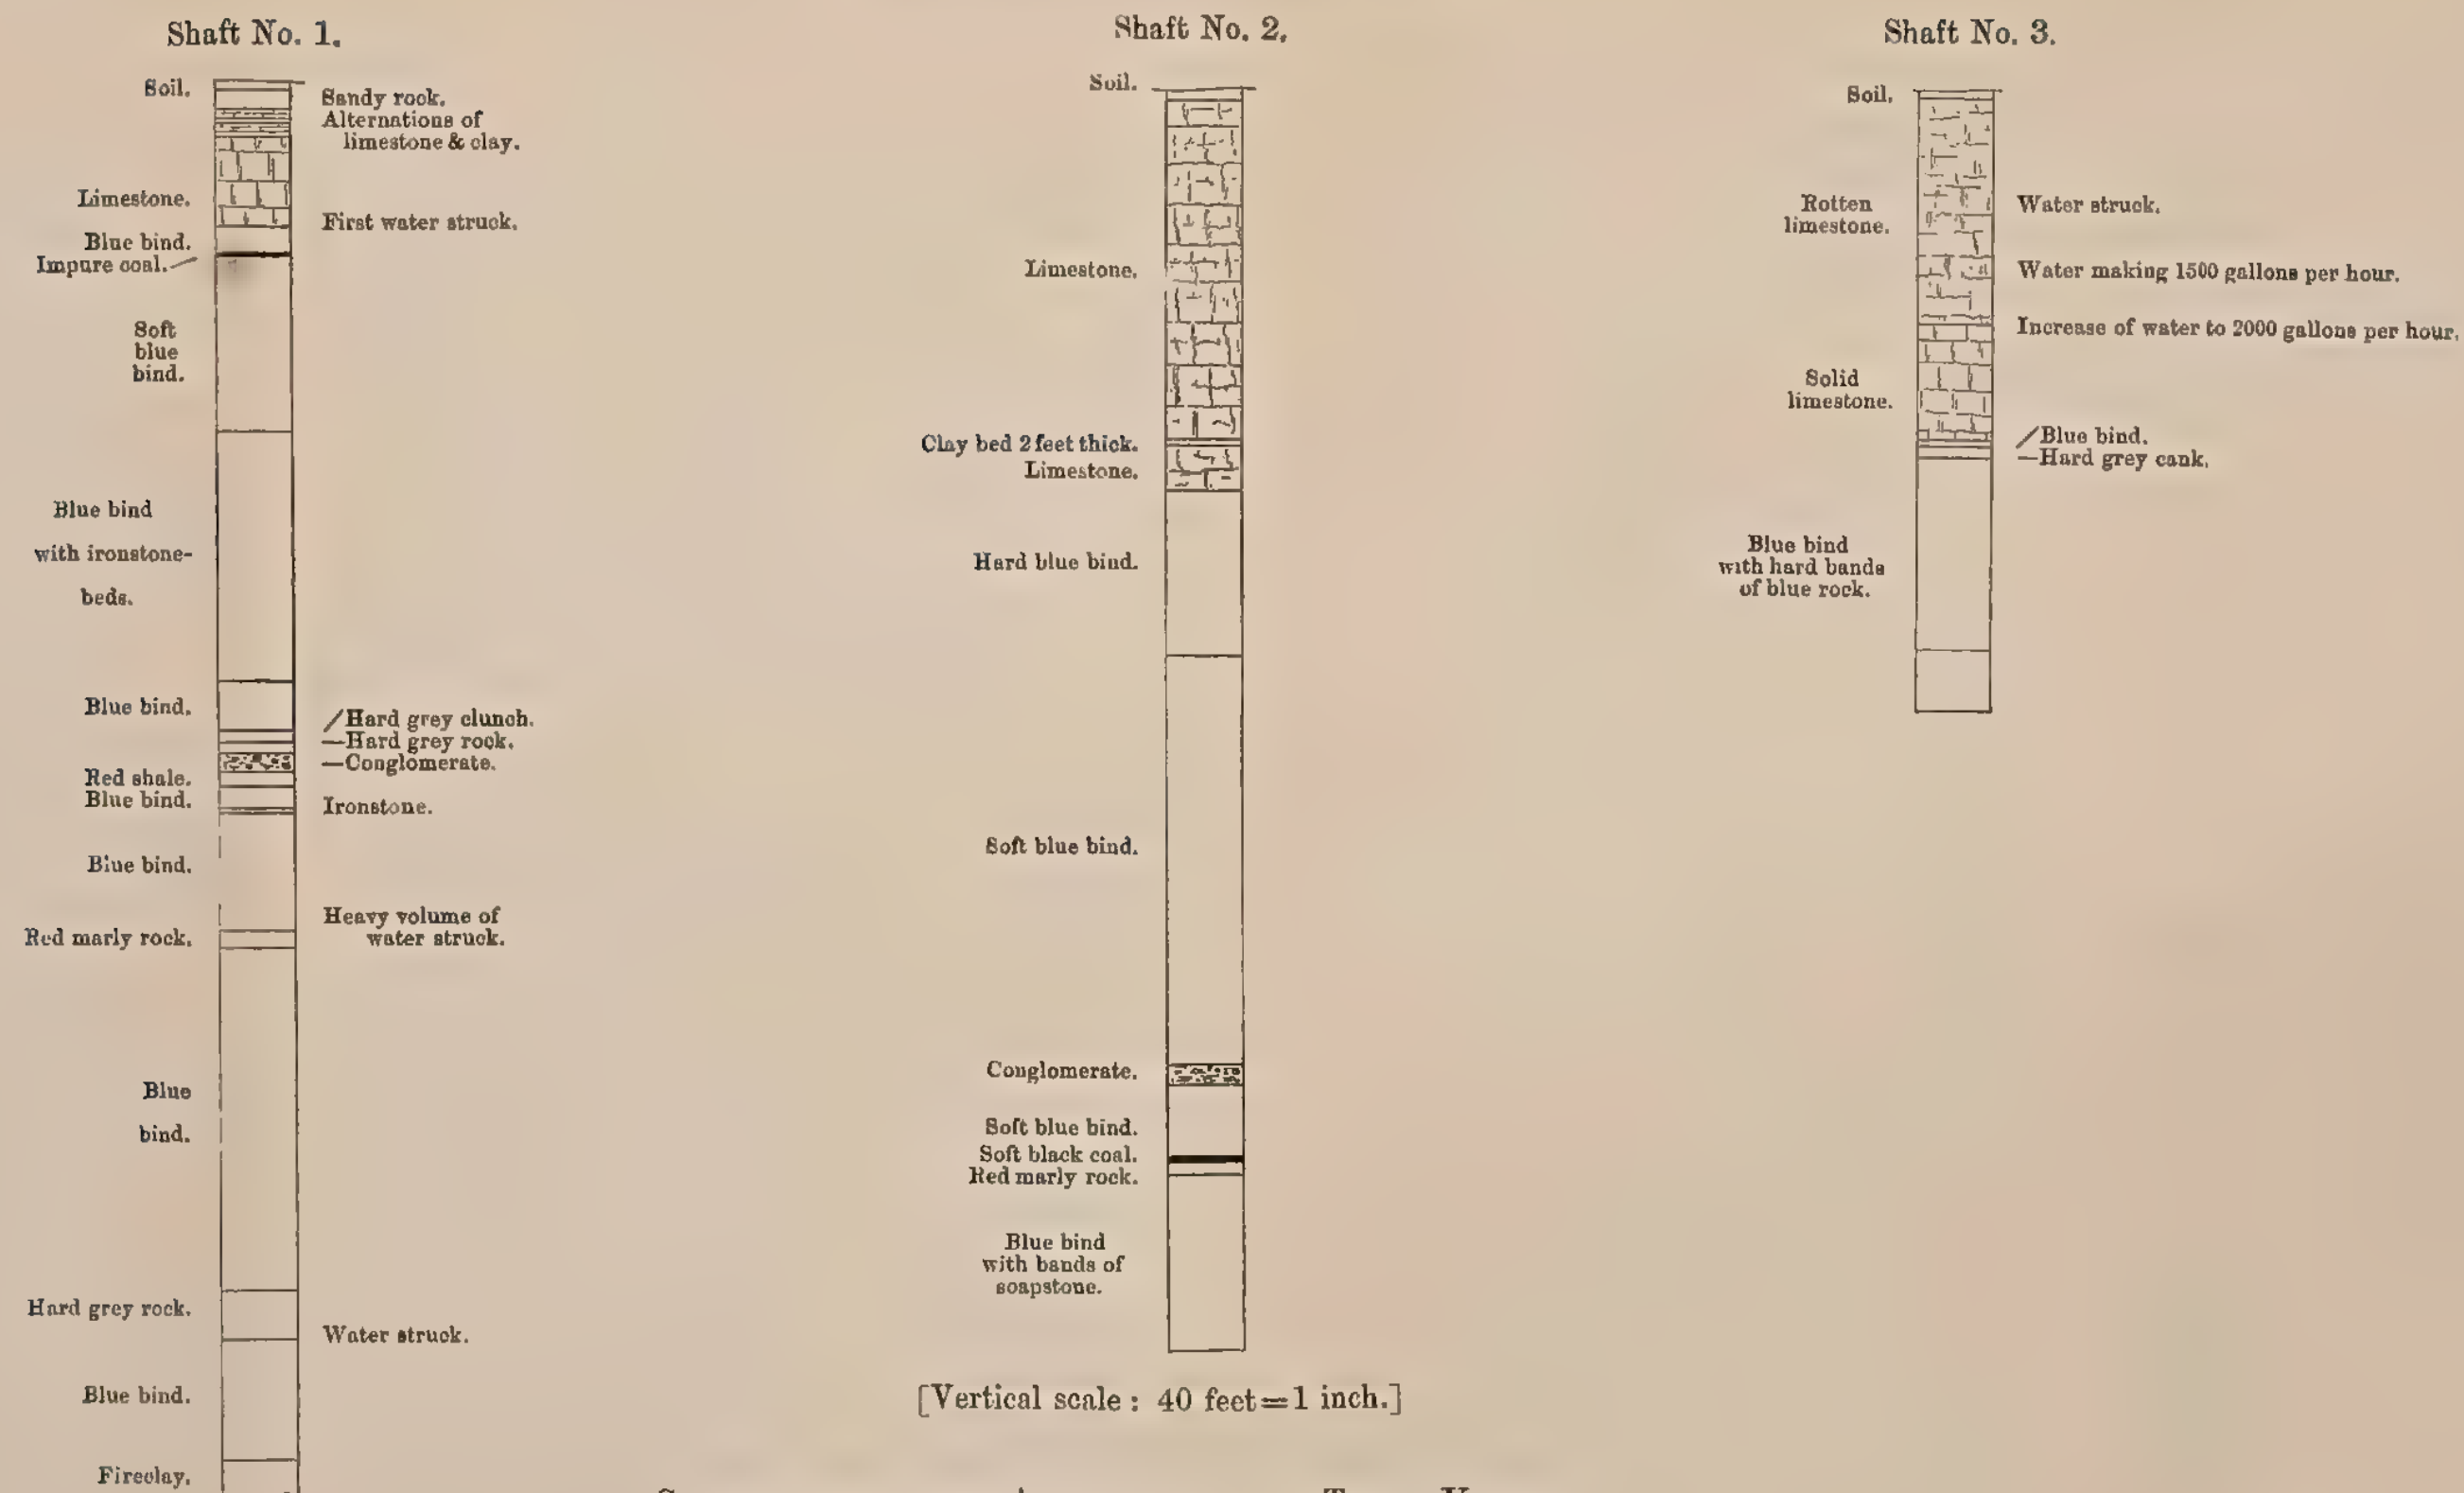 Shaft No. 1.
Soil.
Sandy rock.
Alternations of
limestone & clay.
Limestone.
First water struck.
Blue bind.
Impure coal.
Soft
blue
bind.
Blue bind
with ironstone-
beds.
Blue bind.
Hard grey clunch.
Hard grey rock.
Conglomerate.
Red shale.
Blue bind.
Ironstone.
Blue bind.
Heavy volume of
water struck.
Red marly rock.
Blue
bind.
Hard grey rock.
Water struck.
Blue bind.
Fireclay.
Shaft No. 2.
Soil.
Limestone.
Clay bed 2 feet thick.
Limestone.
Hard blue bind.
Soft blue bind.
Conglomerate.
Soft blue bind.
Soft black coal.
Red marly rock.
Blue bind
with bands of
soapstone.
[Vertical scale: 40 feet=1 inch.]
Shaft No. 3.
Soil.
Rotten
limestone.
Water struck.
Water making 1500 gallons per hour.
Increase of water to 2000 gallons per hour.
Solid
limestone.
Blue bind.
Hard grey cank.
Blue bind
with hard bands
of blue rock.